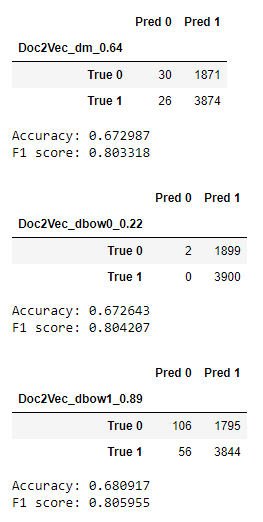 Pred 0 Pred 1
Doc2Vec_dm_0.64
True 0 30 1871
True 1 26 3874
Accuracy: 0.672987
F1 score: 0.803318
Pred 0 Pred 1
Doc2Vec_dbow0_0.22
True 0 2 1899
True 1 0 3900
Accuracy: 0.672643
F1 score: 0.804207
Pred 0 Pred 1
Doc2Vec_dbow1_0.89
True 0 106 1795
True 1 56 3844
Accuracy: 0.680917
F1 score: 0.805955